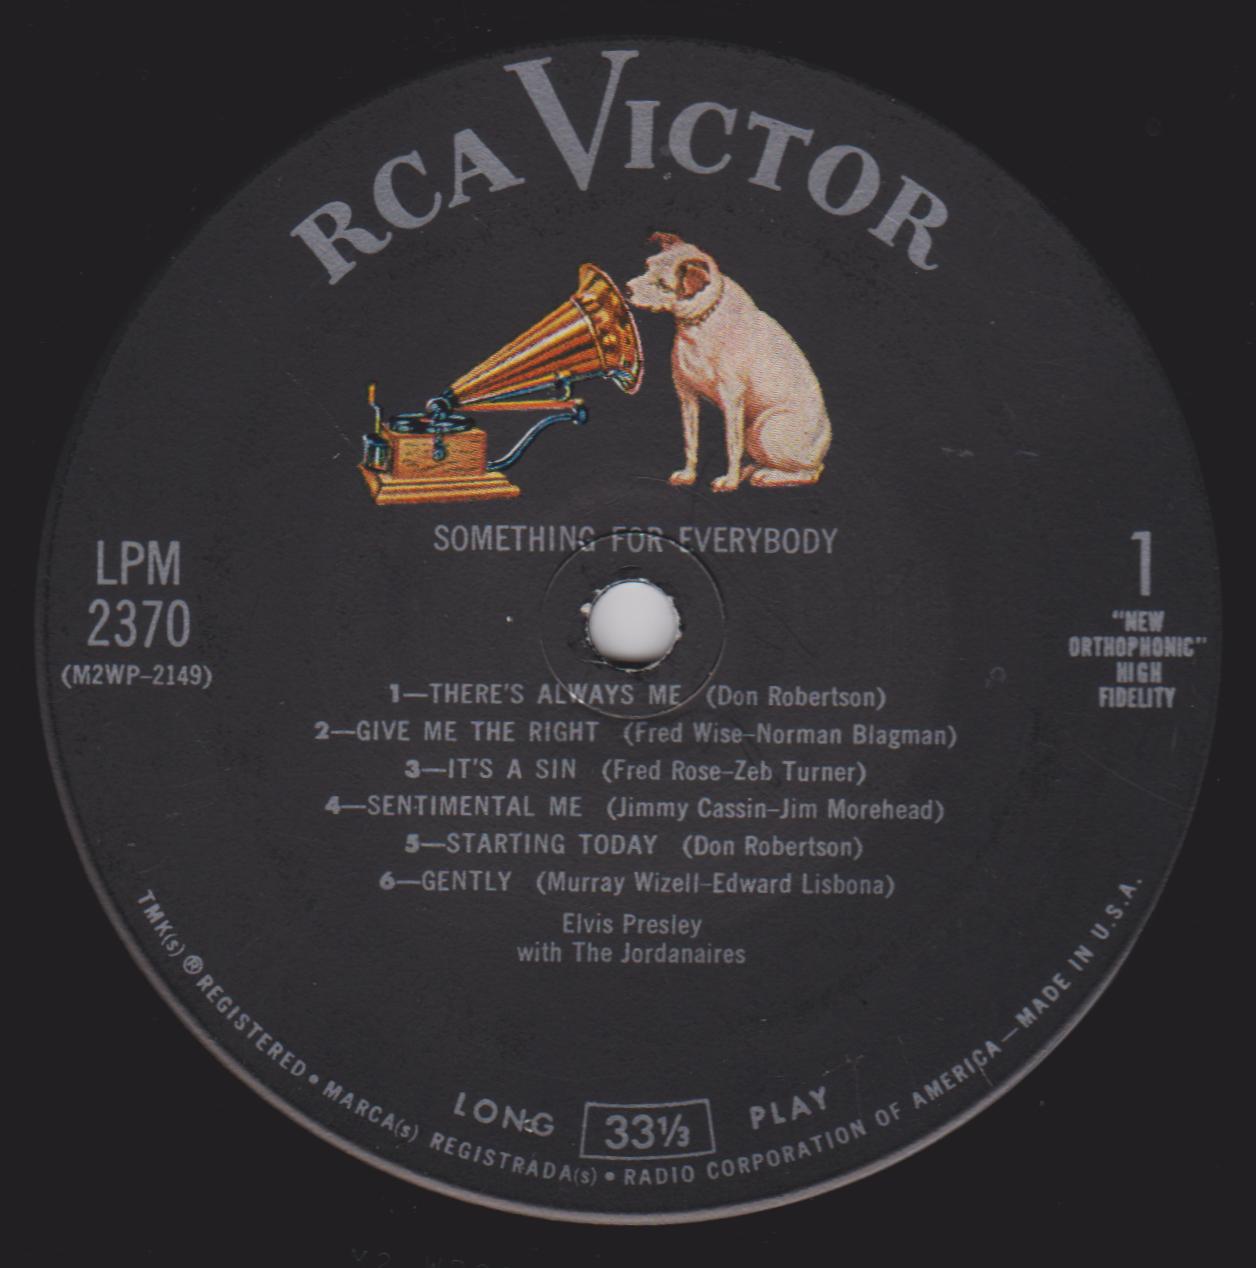 RCA VICTOR
SOMETHING FOR EVERYBODY
LPM
2370
(M2WP-2149)
1
"NEW
ORTHOPHONIC"
HIGH
FIDELITY
1—THERE'S ALWAYS ME (Don Robertson)
2—GIVE ME THE RIGHT (Fred Wise-Norman Blagman)
3—IT'S A SIN (Fred Rose-Zeb Turner)
4—SENTIMENTAL ME (Jimmy Cassin-Jim Morehead)
5—STARTING TODAY (Don Robertson)
6—GENTLY (Murray Wizell-Edward Lisbona)
Elvis Presley
with The Jordanaires
LONG 33⅓ PLAY
TMK(s) ® REGISTERED • MARCA(s) REGISTRADA(s) • RADIO CORPORATION OF AMERICA—MADE IN U.S.A.